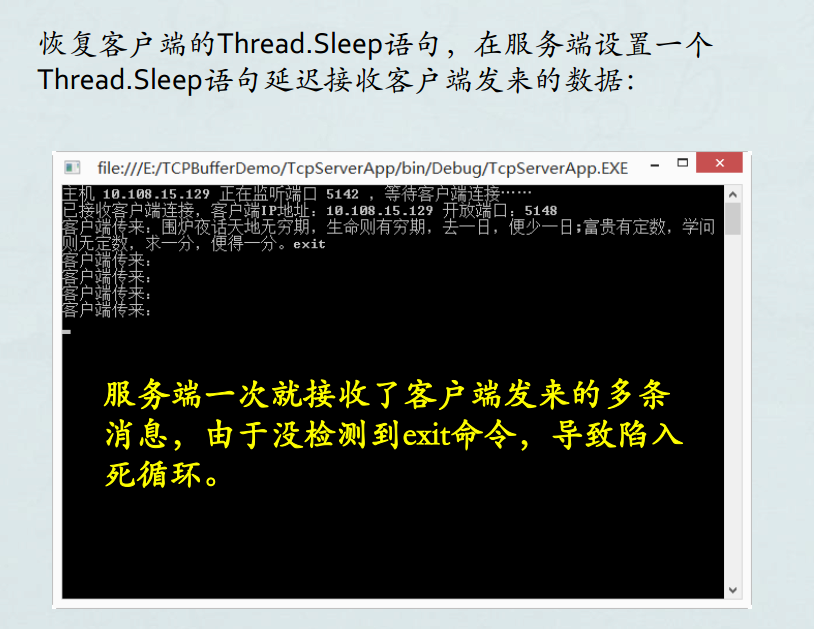 恢复客户端的Thread.Sleep语句，在服务端设置一个
Thread.Sleep语句延迟接收客户端发来的数据：
file:///E:/TCPBufferDemo/TcpServerApp/bin/Debug/TcpServerApp.EXE
主机 10.108.15.129 正在监听端口 5142 ，等待客户端连接……
已接收客户端连接，客户端IP地址：10.108.15.129 开放端口：5148
客户端传来：围炉夜话天地无穷期，生命则有穷期，去一日，便少一日;富贵有定数，学问
则无定数，求一分，便得一分。exit
客户端传来：
客户端传来：
客户端传来：
客户端传来：
服务端一次就接收了客户端发来的多条
消息，由于没检测到exit命令，导致陷入
死循环。